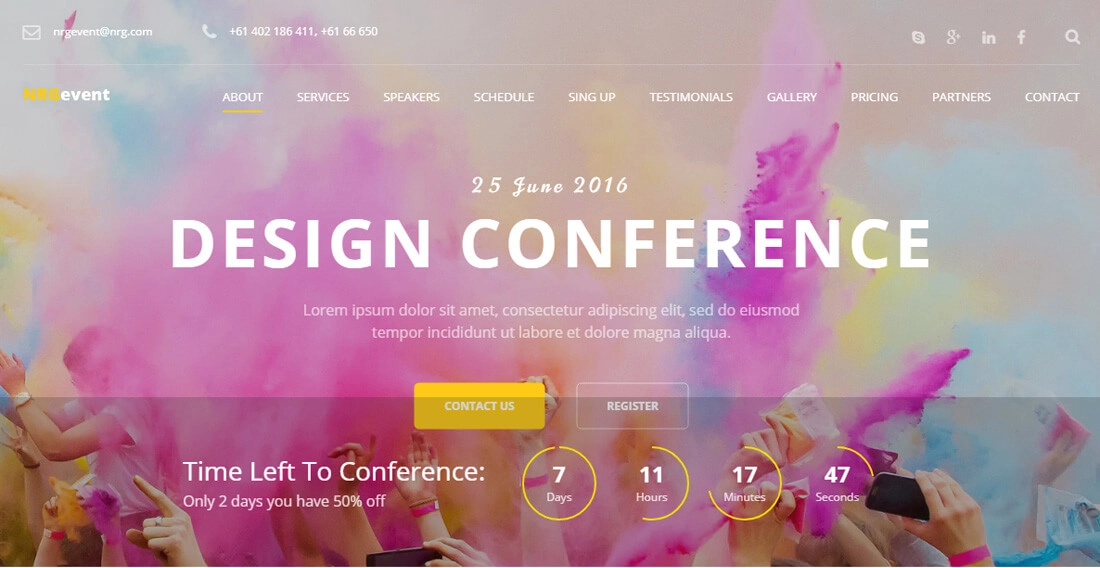 nrgevent@nrg.com
+61 402 186 411, +61 66 650
NRGevent
ABOUT SERVICES SPEAKERS SCHEDULE SING UP TESTIMONIALS GALLERY PRICING PARTNERS CONTACT
25 June 2016
DESIGN CONFERENCE
Lorem ipsum dolor sit amet, consectetur adipiscing elit, sed do eiusmod
tempor incididunt ut labore et dolore magna aliqua.
CONTACT US REGISTER
Time Left To Conference:
Only 2 days you have 50% off
7 11 17 47
Days Hours Minutes Seconds